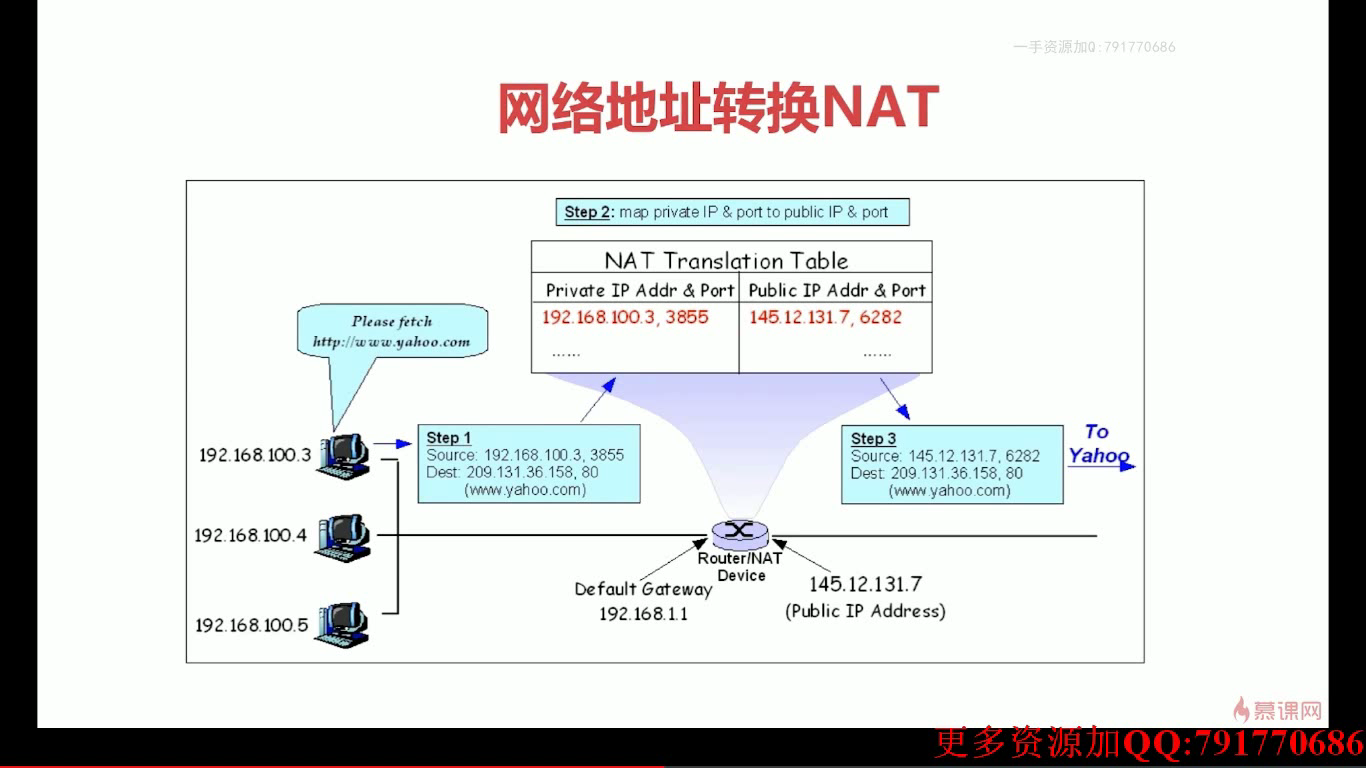 一手资源加Q:791770686
网络地址转换NAT
Step 2: map private IP & port to public IP & port
NAT Translation Table
Private IP Addr & Port Public IP Addr & Port
192.168.100.3, 3855 145.12.131.7, 6282
...... ......
Please fetch
http://www.yahoo.com
192.168.100.3
Step 1
Source: 192.168.100.3, 3855
Dest: 209.131.36.158, 80
(www.yahoo.com)
Step 3
Source: 145.12.131.7, 6282
Dest: 209.131.36.158, 80
(www.yahoo.com)
To
Yahoo
192.168.100.4
Router/NAT
Device
Default Gateway
192.168.1.1
145.12.131.7
(Public IP Address)
192.168.100.5
慕课网
更多资源加QQ:791770686